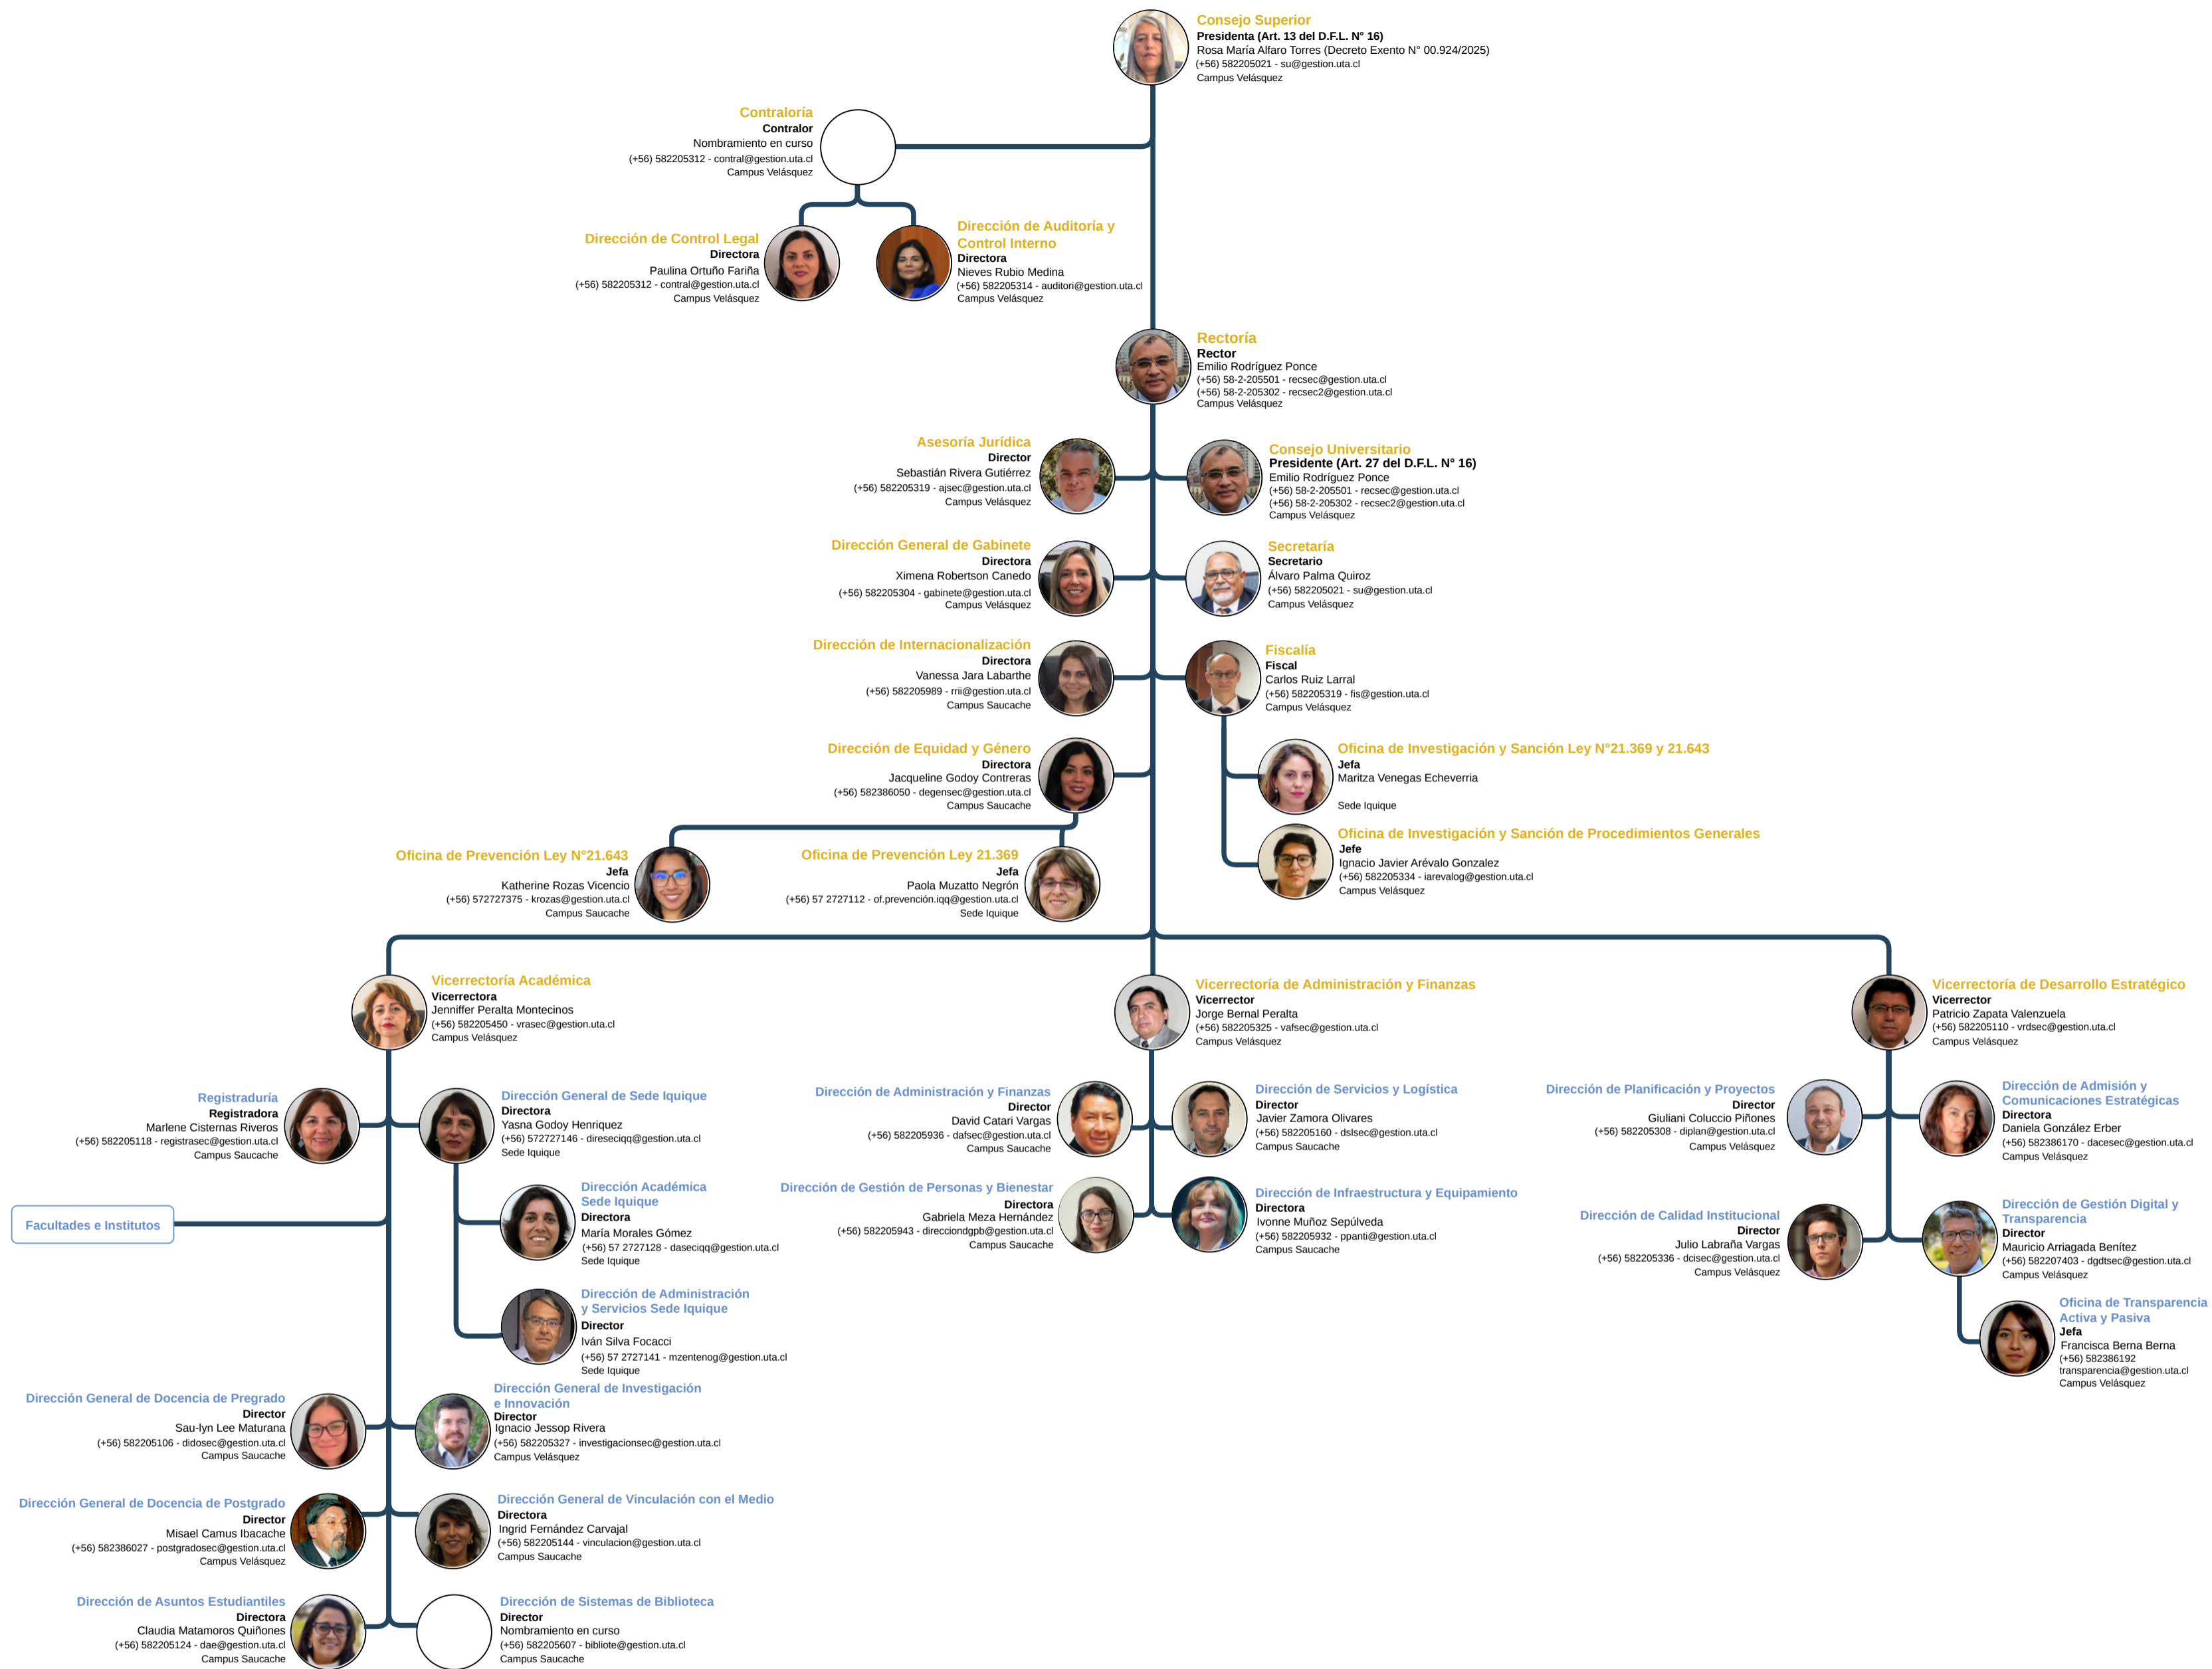 Consejo Superior
Presidenta (Art. 13 del D.F.L. N° 16)
Rosa María Alfaro Torres (Decreto Exento N° 00.924/2025)
(+56) 582205021 - su@gestion.uta.cl
Campus Velásquez
Contraloría
Contralor
Nombramiento en curso
(+56) 582205312 - contral@gestion.uta.cl
Campus Velásquez
Dirección de Control Legal
Directora
Paulina Ortuño Fariña
(+56) 582205312 - contral@gestion.uta.cl
Campus Velásquez
Dirección de Auditoría y
Control Interno
Directora
Nieves Rubio Medina
(+56) 582205314 - auditori@gestion.uta.cl
Campus Velásquez
Rectoría
Rector
Emilio Rodríguez Ponce
(+56) 58-2-205501 - recsec@gestion.uta.cl
(+56) 58-2-205302 - recsec2@gestion.uta.cl
Campus Velásquez
Asesoría Jurídica
Director
Sebastián Rivera Gutiérrez
(+56) 582205319 - ajsec@gestion.uta.cl
Campus Velásquez
Consejo Universitario
Presidente (Art. 27 del D.F.L. N° 16)
Emilio Rodríguez Ponce
(+56) 58-2-205501 - recsec@gestion.uta.cl
(+56) 58-2-205302 - recsec2@gestion.uta.cl
Campus Velásquez
Dirección General de Gabinete
Directora
Ximena Robertson Canedo
(+56) 582205304 - gabinete@gestion.uta.cl
Campus Velásquez
Secretaría
Secretario
Álvaro Palma Quiroz
(+56) 582205021 - su@gestion.uta.cl
Campus Velásquez
Dirección de Internacionalización
Directora
Vanessa Jara Labarthe
(+56) 582205989 - rrii@gestion.uta.cl
Campus Saucache
Fiscalía
Fiscal
Carlos Ruiz Larral
(+56) 582205319 - fis@gestion.uta.cl
Campus Velásquez
Dirección de Equidad y Género
Directora
Jacqueline Godoy Contreras
(+56) 582386050 - degensec@gestion.uta.cl
Campus Saucache
Oficina de Investigación y Sanción Ley N°21.369 y 21.643
Jefa
Maritza Venegas Echeverria
Sede Iquique
Oficina de Investigación y Sanción de Procedimientos Generales
Jefe
Ignacio Javier Arévalo Gonzalez
(+56) 582205334 - iarevalog@gestion.uta.cl
Campus Velásquez
Oficina de Prevención Ley N°21.643
Jefa
Katherine Rozas Vicencio
(+56) 572727375 - krozas@gestion.uta.cl
Campus Saucache
Oficina de Prevención Ley 21.369
Jefa
Paola Muzatto Negrón
(+56) 57 2727112 - of.prevención.iqq@gestion.uta.cl
Sede Iquique
Vicerrectoría Académica
Vicerrectora
Jenniffer Peralta Montecinos
(+56) 582205450 - vrasec@gestion.uta.cl
Campus Velásquez
Vicerrectoría de Administración y Finanzas
Vicerrector
Jorge Bernal Peralta
(+56) 582205325 - vafsec@gestion.uta.cl
Campus Velásquez
Vicerrectoría de Desarrollo Estratégico
Vicerrector
Patricio Zapata Valenzuela
(+56) 582205110 - vrdsec@gestion.uta.cl
Campus Velásquez
Registraduría
Registradora
Marlene Cisternas Riveros
(+56) 582205118 - registrasec@gestion.uta.cl
Campus Saucache
Dirección General de Sede Iquique
Directora
Yasna Godoy Henriquez
(+56) 572727146 - direseciqq@gestion.uta.cl
Sede Iquique
Dirección de Administración y Finanzas
Director
David Catari Vargas
(+56) 582205936 - dafsec@gestion.uta.cl
Campus Saucache
Dirección de Servicios y Logística
Director
Javier Zamora Olivares
(+56) 582205160 - dslsec@gestion.uta.cl
Campus Saucache
Dirección de Planificación y Proyectos
Director
Giuliani Coluccio Piñones
(+56) 582205308 - diplan@gestion.uta.cl
Campus Velásquez
Dirección de Admisión y
Comunicaciones Estratégicas
Directora
Daniela González Erber
(+56) 582386170 - dacesec@gestion.uta.cl
Campus Velásquez
Facultades e Institutos
Dirección Académica
Sede Iquique
Directora
María Morales Gómez
(+56) 57 2727128 - daseciqq@gestion.uta.cl
Sede Iquique
Dirección de Gestión de Personas y Bienestar
Directora
Gabriela Meza Hernández
(+56) 582205943 - direcciondgpb@gestion.uta.cl
Campus Saucache
Dirección de Infraestructura y Equipamiento
Directora
Ivonne Muñoz Sepúlveda
(+56) 582205932 - ppanti@gestion.uta.cl
Campus Saucache
Dirección de Calidad Institucional
Director
Julio Labraña Vargas
(+56) 582205336 - dcisec@gestion.uta.cl
Campus Velásquez
Dirección de Gestión Digital y
Transparencia
Director
Mauricio Arriagada Benítez
(+56) 582207403 - dgdtsec@gestion.uta.cl
Campus Velásquez
Dirección de Administración
y Servicios Sede Iquique
Director
Iván Silva Focacci
(+56) 57 2727141 - mzentenog@gestion.uta.cl
Sede Iquique
Oficina de Transparencia
Activa y Pasiva
Jefa
Francisca Berna Berna
(+56) 582386192
transparencia@gestion.uta.cl
Campus Velásquez
Dirección General de Docencia de Pregrado
Director
Sau-lyn Lee Maturana
(+56) 582205106 - didosec@gestion.uta.cl
Campus Saucache
Dirección General de Investigación
e Innovación
Director
Ignacio Jessop Rivera
(+56) 582205327 - investigacionsec@gestion.uta.cl
Campus Velásquez
Dirección General de Docencia de Postgrado
Director
Misael Camus Ibacache
(+56) 582386027 - postgradosec@gestion.uta.cl
Campus Velásquez
Dirección General de Vinculación con el Medio
Directora
Ingrid Fernández Carvajal
(+56) 582205144 - vinculacion@gestion.uta.cl
Campus Saucache
Dirección de Asuntos Estudiantiles
Directora
Claudia Matamoros Quiñones
(+56) 582205124 - dae@gestion.uta.cl
Campus Saucache
Dirección de Sistemas de Biblioteca
Director
Nombramiento en curso
(+56) 582205607 - bibliote@gestion.uta.cl
Campus Saucache